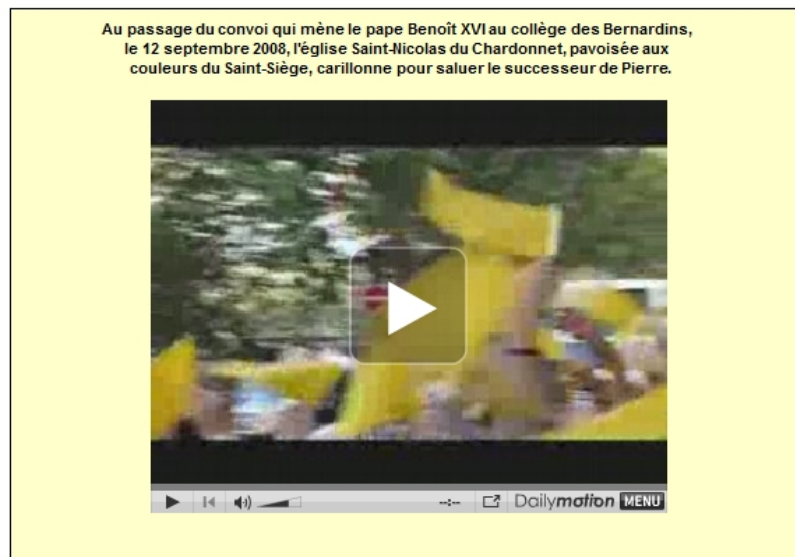 Au passage du convoi qui mène le pape Benoît XVI au collège des Bernardins,
le 12 septembre 2008, l'église Saint-Nicolas du Chardonnet, pavoisée aux
couleurs du Saint-Siège, carillonne pour saluer le successeur de Pierre.
--:-- Dailymotion MENU